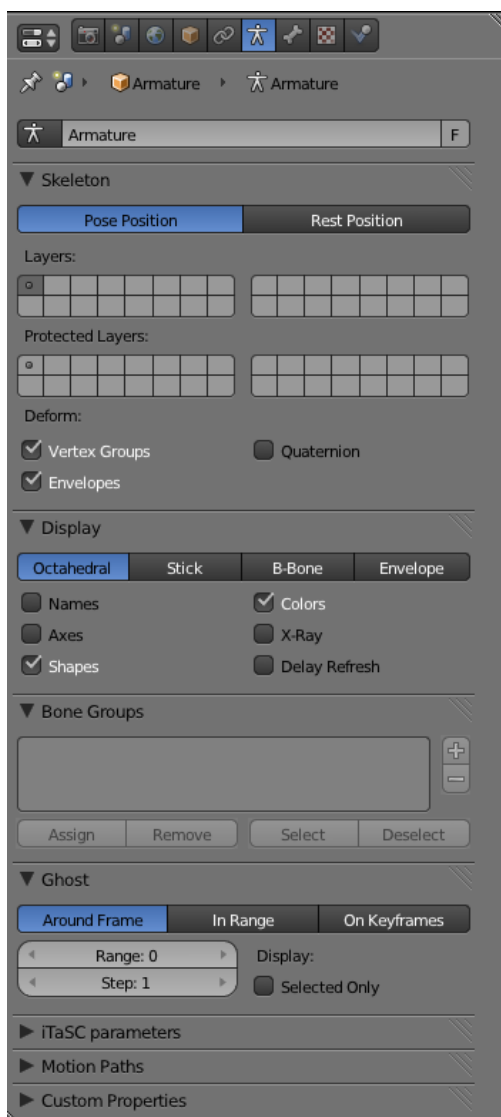 Armature Armature
Armature F
Skeleton
Pose Position Rest Position
Layers:
Protected Layers:
Deform:
Vertex Groups Quaternion
Envelopes
Display
Octahedral Stick B-Bone Envelope
Names Colors
Axes X-Ray
Shapes Delay Refresh
Bone Groups
Assign Remove Select Deselect
Ghost
Around Frame In Range On Keyframes
Range: 0 Display:
Step: 1 Selected Only
iTaSC parameters
Motion Paths
Custom Properties